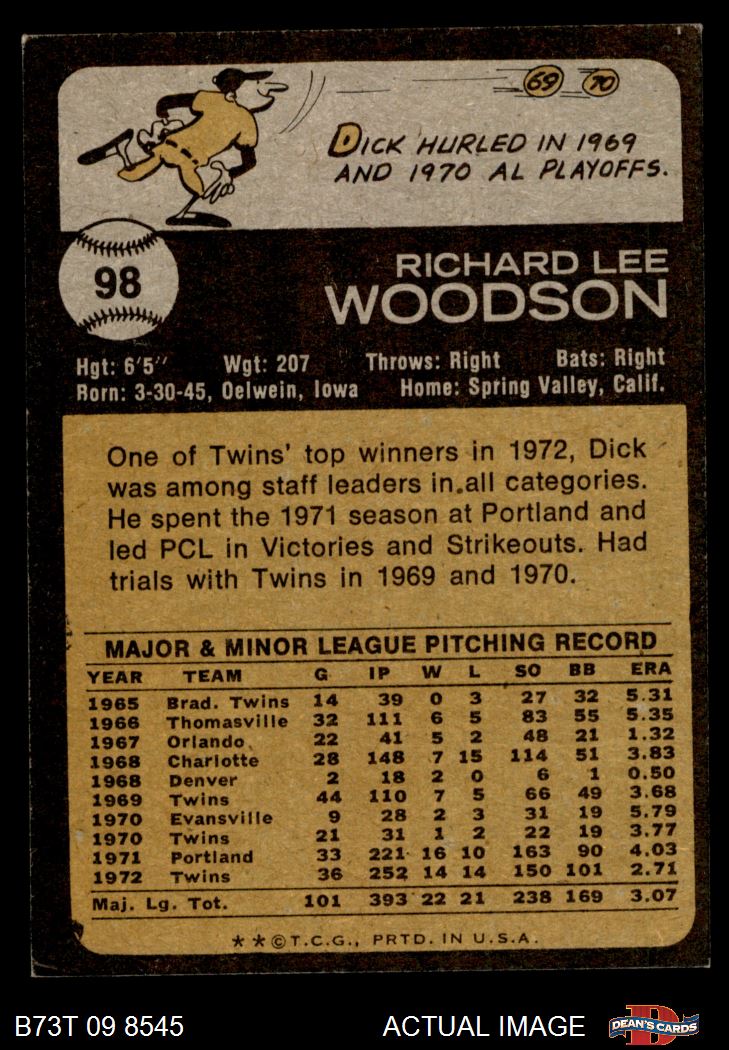 69 70
DICK HURLED IN 1969
AND 1970 AL PLAYOFFS.
98
RICHARD LEE
WOODSON
Hgt: 6'5" Wgt: 207 Throws: Right Bats: Right
Born: 3-30-45, Oelwein, Iowa Home: Spring Valley, Calif.
One of Twins' top winners in 1972, Dick
was among staff leaders in all categories.
He spent the 1971 season at Portland and
led PCL in Victories and Strikeouts. Had
trials with Twins in 1969 and 1970.
MAJOR & MINOR LEAGUE PITCHING RECORD
YEAR TEAM G IP W L SO BB ERA
1965 Brad. Twins 14 39 0 3 27 32 5.31
1966 Thomasville 32 111 6 5 83 55 5.35
1967 Orlando 22 41 5 2 48 21 1.32
1968 Charlotte 28 148 7 15 114 51 3.83
1968 Denver 2 18 2 0 6 1 0.50
1969 Twins 44 110 7 5 66 49 3.68
1970 Evansville 9 28 2 3 31 19 5.79
1970 Twins 21 31 1 2 22 19 3.77
1971 Portland 33 221 16 10 163 90 4.03
1972 Twins 36 252 14 14 150 101 2.71
Maj. Lg. Tot. 101 393 22 21 238 169 3.07
* * © T.C.G., PRTD. IN U.S.A.
B73T 09 8545 ACTUAL IMAGE DEAN'S CARDS